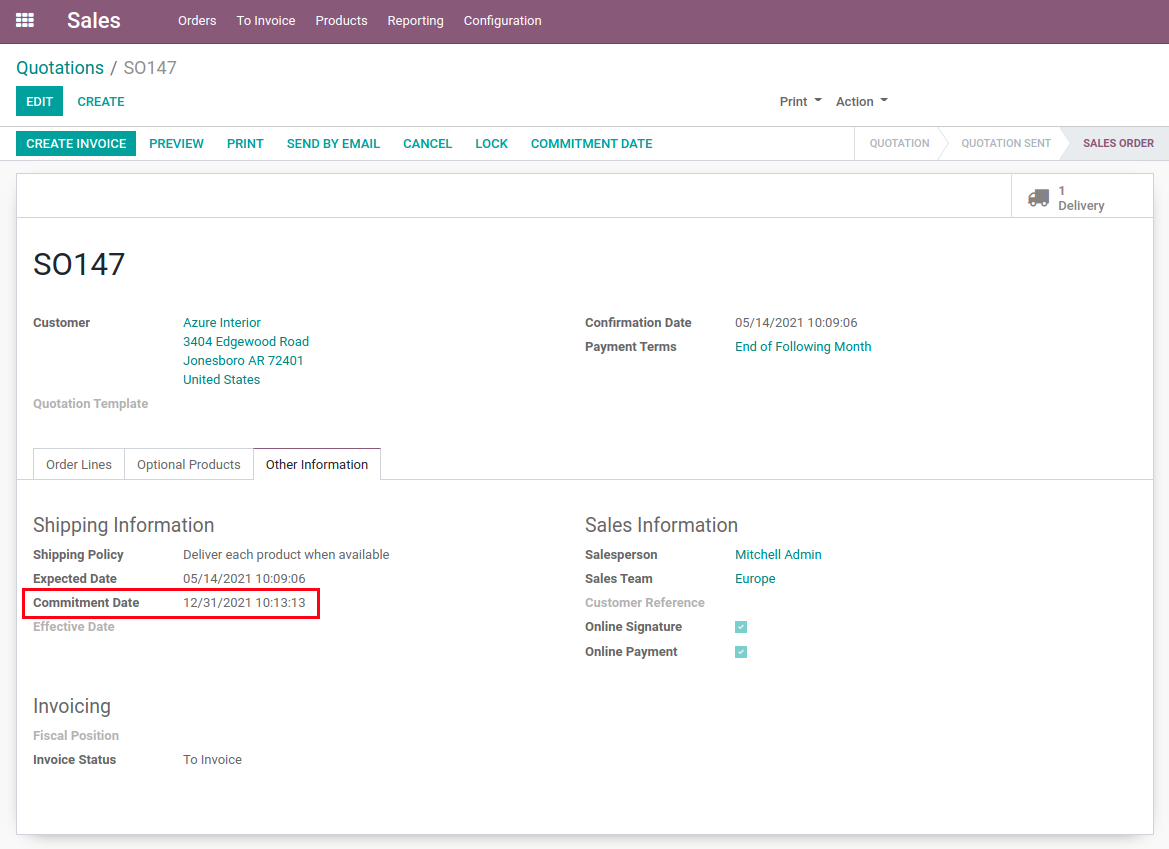 Sales Orders To Invoice Products Reporting Configuration
Quotations / SO147
EDIT CREATE Print Action
CREATE INVOICE PREVIEW PRINT SEND BY EMAIL CANCEL LOCK COMMITMENT DATE QUOTATION QUOTATION SENT SALES ORDER
1
Delivery
SO147
Customer Azure Interior
3404 Edgewood Road
Jonesboro AR 72401
United States
Quotation Template
Confirmation Date 05/14/2021 10:09:06
Payment Terms End of Following Month
Order Lines Optional Products Other Information
Shipping Information
Shipping Policy Deliver each product when available
Expected Date 05/14/2021 10:09:06
Commitment Date 12/31/2021 10:13:13
Effective Date
Sales Information
Salesperson Mitchell Admin
Sales Team Europe
Customer Reference
Online Signature
Online Payment
Invoicing
Fiscal Position
Invoice Status To Invoice